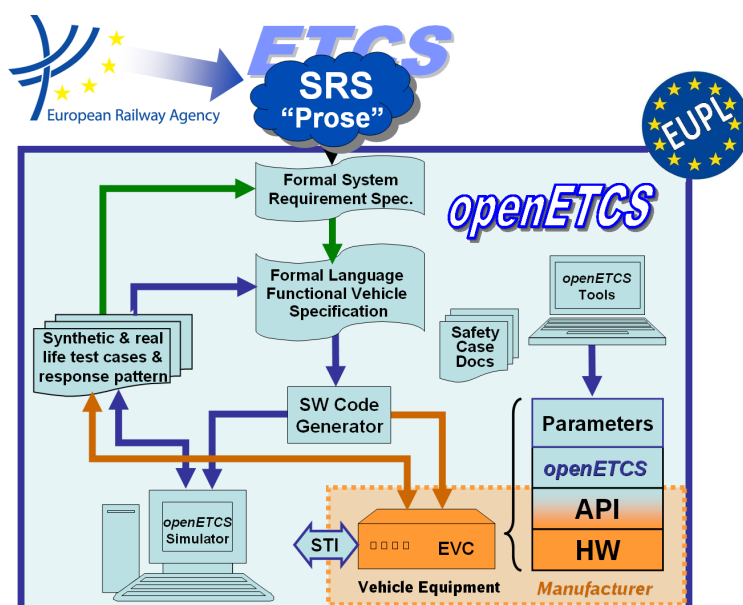 ETCS
SRS
“Prose”
European Railway Agency
EUPL
Formal System
Requirement Spec.
openETCS
Formal Language
Functional Vehicle
Specification
openETCS
Tools
Synthetic & real
life test cases &
response pattern
Safety
Case
Docs
SW Code
Generator
Parameters
openETCS
API
HW
openETCS
Simulator
STI
EVC
Vehicle Equipment
Manufacturer